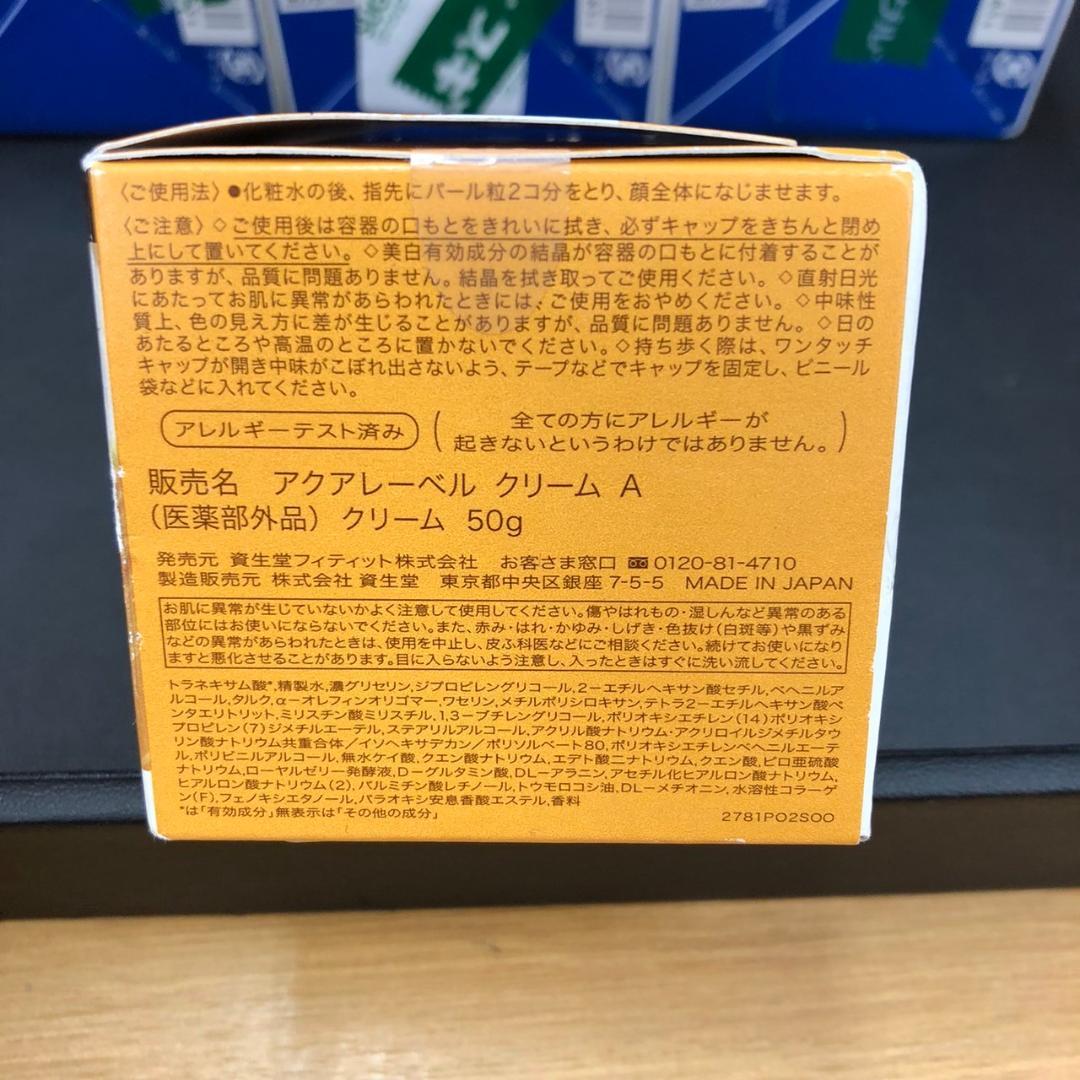 〈ご使用法〉●化粧水の後、指先にパール粒2コ分をとり、顔全体になじませます。
〈ご注意〉◇ご使用後は容器の口もとをきれいに拭き、必ずキャップをきちんと閉め
上にして置いてください。◇美白有効成分の結晶が容器の口もとに付着することが
ありますが、品質に問題ありません。結晶を拭き取ってご使用ください。◇直射日光
にあたってお肌に異常があらわれたときには、ご使用をおやめください。◇中味性
質上、色の見え方に差が生じることがありますが、品質に問題ありません。◇日の
あたるところや高温のところに置かないでください。◇持ち歩く際は、ワンタッチ
キャップが開き中味がこぼれ出さないよう、テープなどでキャップを固定し、ビニール
袋などに入れてください。
アレルギーテスト済み
(全ての方にアレルギーが
起きないというわけではありません。)
販売名 アクアレーベル クリーム A
(医薬部外品) クリーム 50g
発売元 資生堂フィティット株式会社 お客さま窓口 0120-81-4710
製造販売元 株式会社 資生堂 東京都中央区銀座 7-5-5 MADE IN JAPAN
お肌に異常が生じていないかよく注意して使用してください。傷やはれもの・湿しんなど異常のある
部位にはお使いにならないでください。また、赤み・はれ・かゆみ・しげき・色抜け(白斑等)や黒ずみ
などの異常があらわれたときは、使用を中止し、皮ふ科医などにご相談ください。続けてお使いになり
ますと悪化させることがあります。目に入らないよう注意し、入ったときはすぐに洗い流してください。
トラネキサム酸*,精製水,濃グリセリン,ジプロピレングリコール,2-エチルヘキサン酸セチル,ベヘニルア
ルコール,タルク,α-オレフィンオリゴマー,ワセリン,メチルポリシロキサン,テトラ2-エチルヘキサン酸ペ
ンタエリトリット,ミリスチン酸ミリスチル,1,3-ブチレングリコール,ポリオキシエチレン(14)ポリオキシ
プロピレン(7)ジメチルエーテル,ステアリルアルコール,アクリル酸ナトリウム・アクリロイルジメチルタウ
リン酸ナトリウム共重合体/イソヘキサデカン/ポリソルベート80,ポリオキシエチレンベヘニルエーテ
ル,ポリビニルアルコール,無水ケイ酸,クエン酸ナトリウム,エデト酸二ナトリウム,クエン酸,ピロ亜硫酸
ナトリウム,ローヤルゼリー発酵液,D-グルタミン酸,DL-アラニン,アセチル化ヒアルロン酸ナトリウム,
ヒアルロン酸ナトリウム(2),パルミチン酸レチノール,トウモロコシ油,DL-メチオニン,水溶性コラーゲ
ン(F),フェノキシエタノール,パラオキシ安息香酸エステル,香料
*は「有効成分」無表示は「その他の成分」
2781P02S00